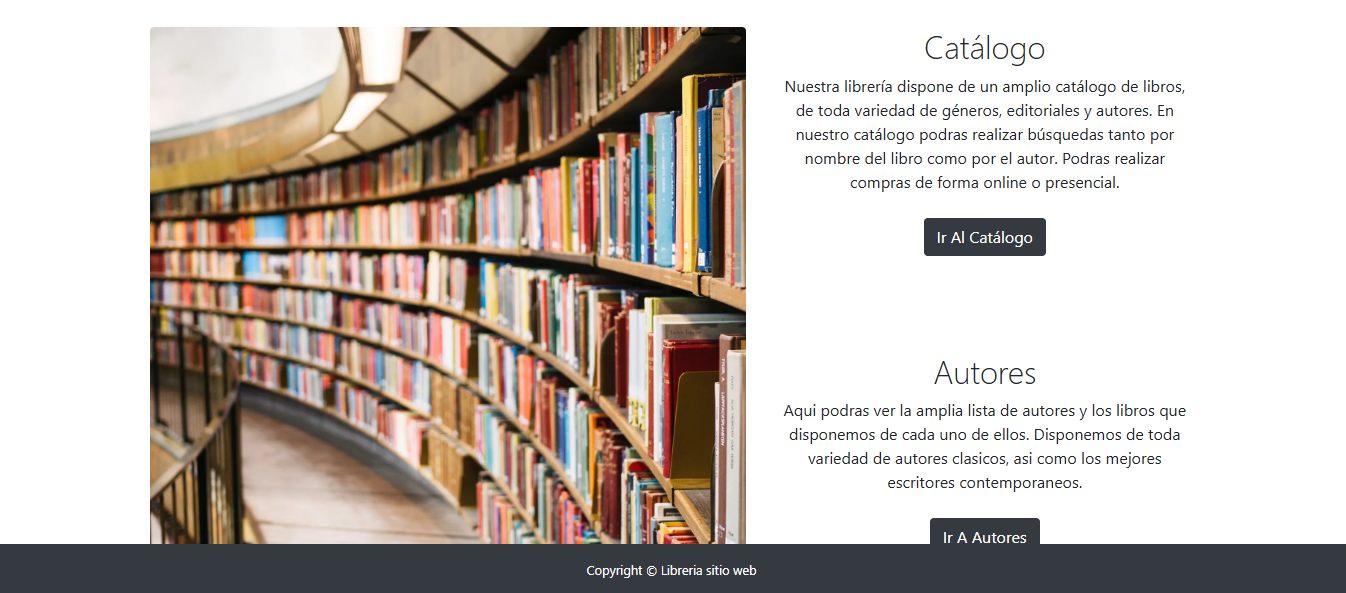 Catálogo
Nuestra librería dispone de un amplio catálogo de libros,
de toda variedad de géneros, editoriales y autores. En
nuestro catálogo podras realizar búsquedas tanto por
nombre del libro como por el autor. Podras realizar
compras de forma online o presencial.
Ir Al Catálogo
Autores
Aqui podras ver la amplia lista de autores y los libros que
disponemos de cada uno de ellos. Disponemos de toda
variedad de autores clasicos, asi como los mejores
escritores contemporaneos.
Ir A Autores
Copyright © Libreria sitio web